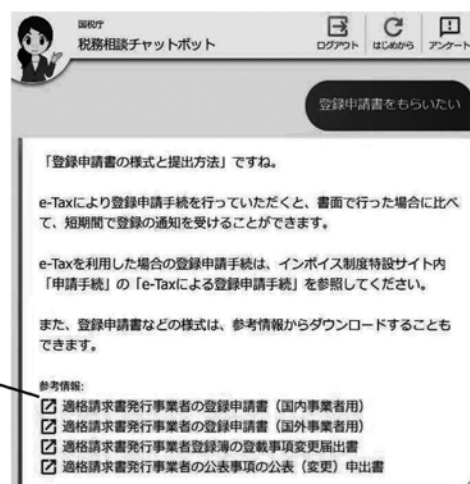 国税庁
税務相談チャットボット
ログアウト
はじめから
アンケート
登録申請書をもらいたい
「登録申請書の様式と提出方法」ですね。
e-Taxにより登録申請手続を行っていただくと、書面で行った場合に比べ
て、短期間で登録の通知を受けることができます。
e-Taxを利用した場合の登録申請手続は、インボイス制度特設サイト内
「申請手続」の「e-Taxによる登録申請手続」を参照してください。
また、登録申請書などの様式は、参考情報からダウンロードすることも
できます。
参考情報:
適格請求書発行事業者の登録申請書（国内事業者用）
適格請求書発行事業者の登録申請書（国外事業者用）
適格請求書発行事業者登録簿の登載事項変更届出書
適格請求書発行事業者の公表事項の公表（変更）申出書